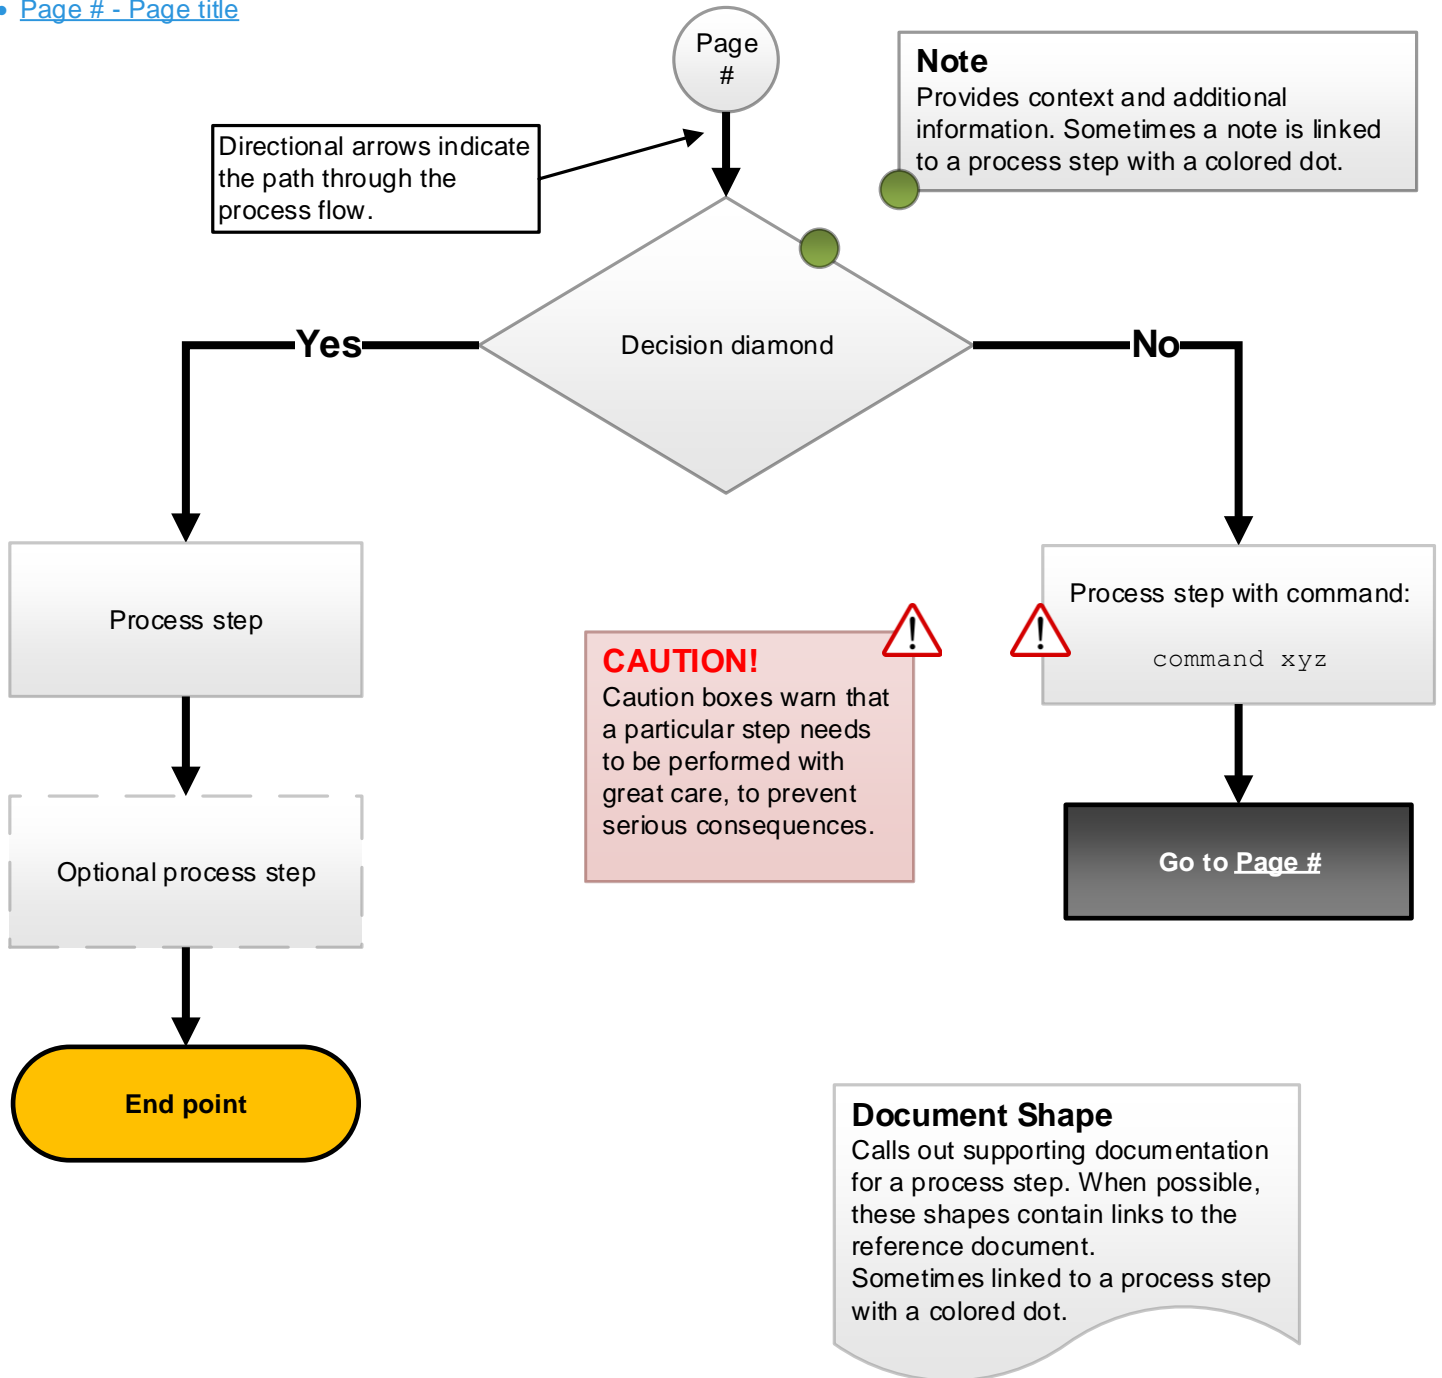 • Page # - Page title
Page
#
Note
Provides context and additional
information. Sometimes a note is linked
to a process step with a colored dot.
Directional arrows indicate
the path through the
process flow.
Yes
Decision diamond
No
Process step
Process step with command:
command xyz
CAUTION!
Caution boxes warn that
a particular step needs
to be performed with
great care, to prevent
serious consequences.
Optional process step
Go to Page #
End point
Document Shape
Calls out supporting documentation
for a process step. When possible,
these shapes contain links to the
reference document.
Sometimes linked to a process step
with a colored dot.